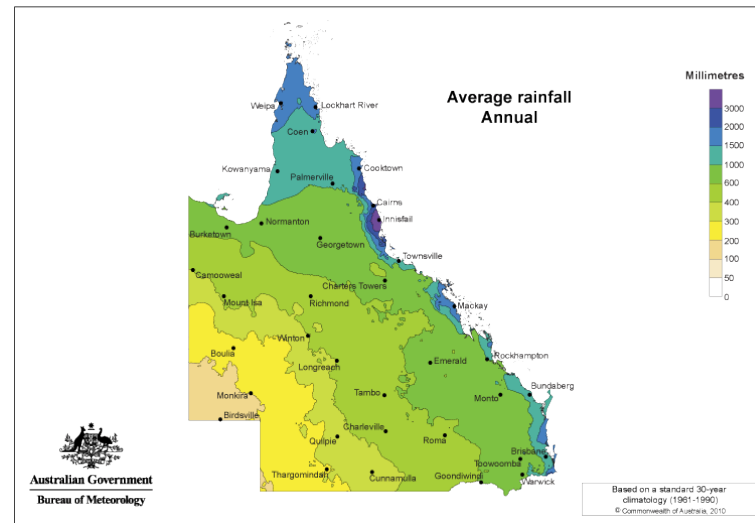 Average rainfall
Annual
Millimetres
3000
2000
1500
1000
600
400
300
200
100
50
0
Weipa
Lockhart River
Coen
Kowanyama
Cooktown
Palmerville
Cairns
Innisfail
Normanton
Burketown
Georgetown
Townsville
Camooweal
Charters Towers
Mount Isa
Richmond
Mackay
Winton
Boulia
Longreach
Emerald
Rockhampton
Monkira
Tambo
Monto
Bundaberg
Birdsville
Charleville
Quilpie
Roma
Brisbane
Toowoomba
Thargomindah
Cunnamulla
Goondiwindi
Warwick
Australian Government
Bureau of Meteorology
Based on a standard 30-year
climatology (1961-1990)
© Commonwealth of Australia, 2010